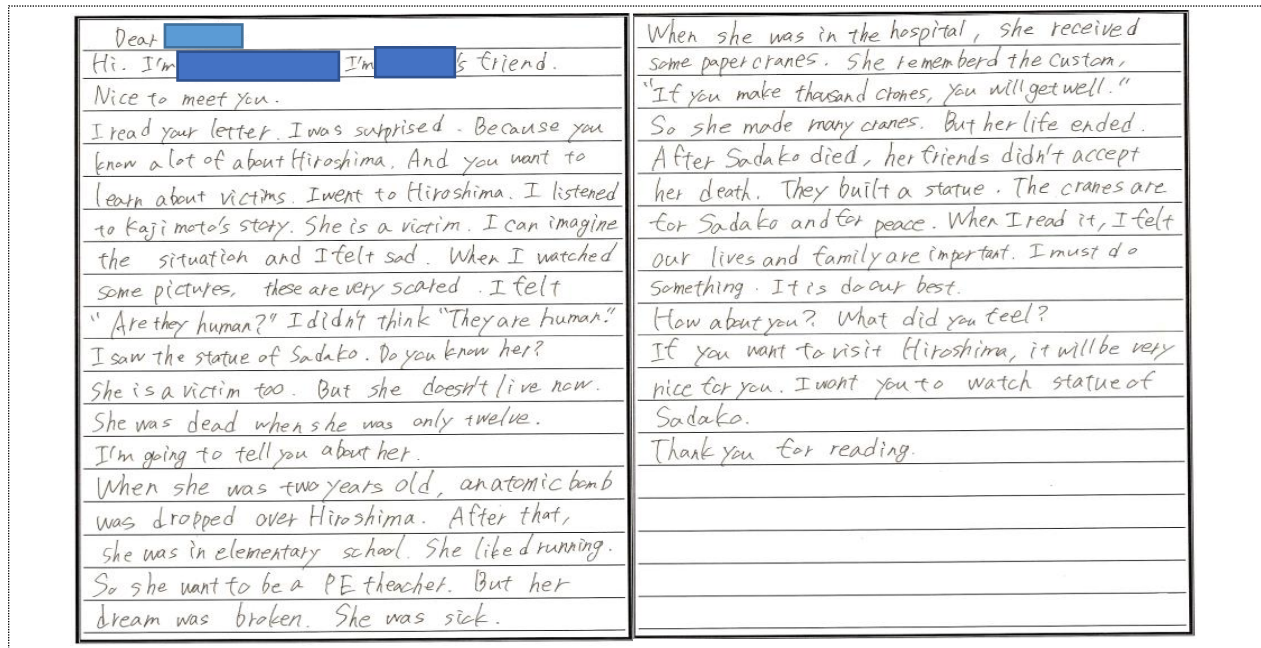 Dear
Hi. I'm I'm 's friend.
Nice to meet you.
I read your letter. I was surprised. Because you
know a lot of about Hiroshima. And you want to
learn about victims. I went to Hiroshima. I listened
to Kajimoto's story. She is a victim. I can imagine
the situation and I felt sad. When I watched
some pictures, these are very scared. I felt
"Are they human?" I didn't think "They are human."
I saw the statue of Sadako. Do you know her?
She is a victim too. But she doesn't live now.
She was dead when she was only twelve.
I'm going to tell you about her.
When she was two years old, an atomic bomb
was dropped over Hiroshima. After that,
she was in elementary school. She liked running.
So she want to be a PE theacher. But her
dream was broken. She was sick.
When she was in the hospital, she received
some paper cranes. She rememberd the custom,
"If you make thousand cranes, you will get well."
So she made many cranes. But her life ended.
After Sadako died, her friends didn't accept
her death. They built a statue. The cranes are
for Sadako and for peace. When I read it, I felt
our lives and family are important. I must do
something. It is do our best.
How about you? What did you feel?
If you want to visit Hiroshima, it will be very
nice for you. I want you to watch statue of
Sadako.
Thank you for reading.